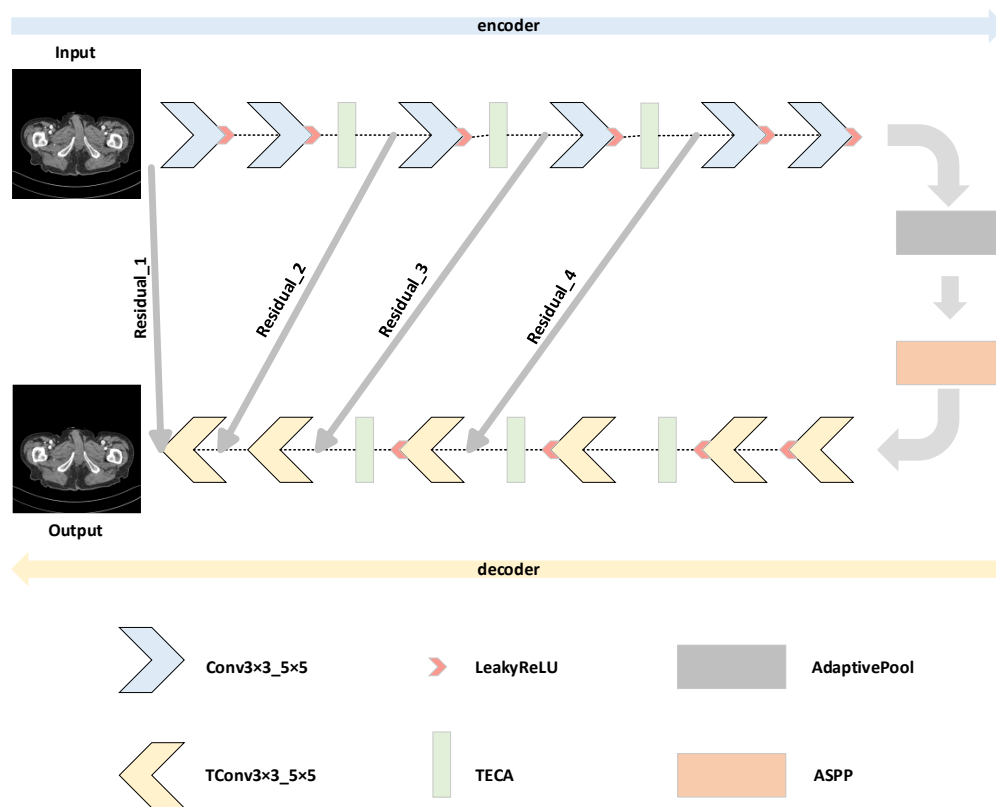 encoder
Input
Residual_1
Residual_2
Residual_3
Residual_4
Output
decoder
Conv3×3_5×5
LeakyReLU
AdaptivePool
TConv3×3_5×5
TECA
ASPP